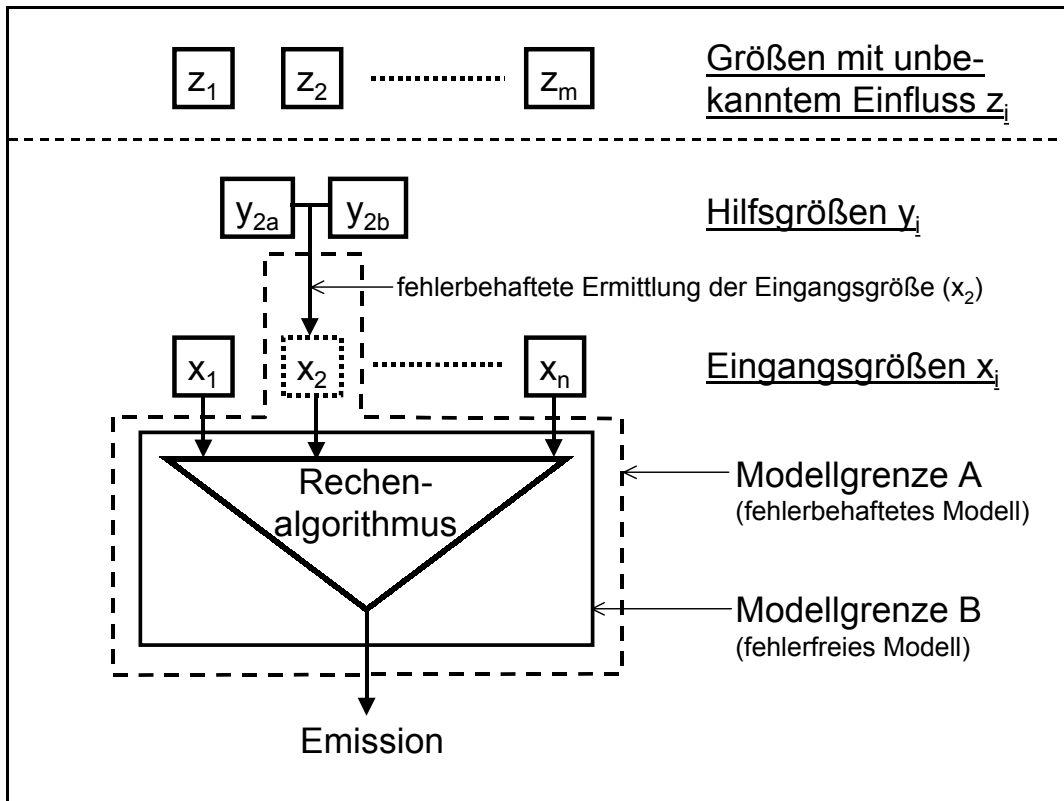 z1 z2 zm
Größen mit unbe-
kanntem Einfluss zi
y2a y2b
Hilfsgrößen yi
fehlerbehaftete Ermittlung der Eingangsgröße (x2)
x1 x2 xn
Eingangsgrößen xi
Rechen-
algorithmus
Modellgrenze A
(fehlerbehaftetes Modell)
Modellgrenze B
(fehlerfreies Modell)
Emission